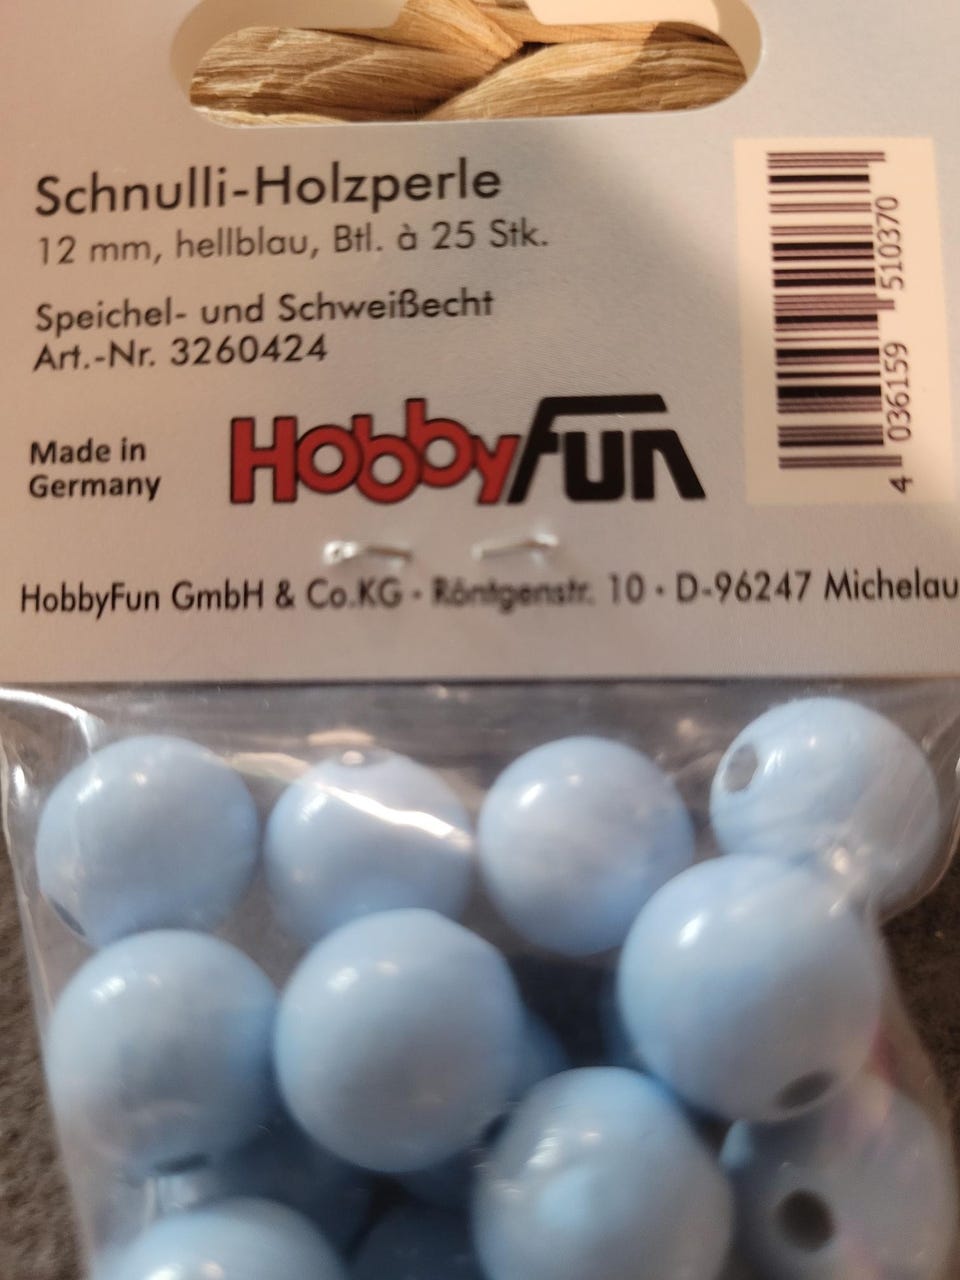 Schnulli-Holzperle
12 mm, hellblau, Btl. à 25 Stk.
Speichel- und Schweißecht
Art.-Nr. 3260424
Made in
Germany
HobbyFun
HobbyFun GmbH & Co.KG · Röntgenstr. 10 · D-96247 Michelau
4 036159 510370